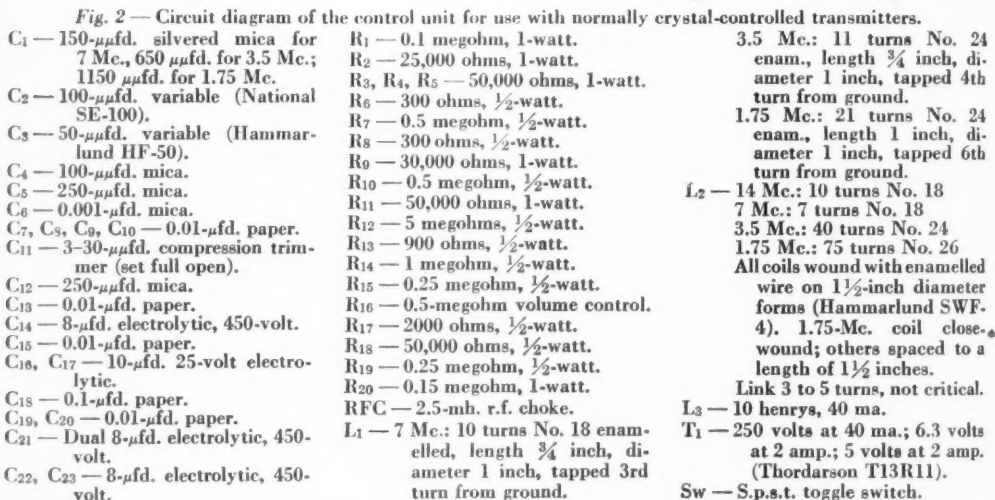 Fig. 2 — Circuit diagram of the control unit for use with normally crystal-controlled transmitters.
C₁ — 150-μμfd. silvered mica for
7 Mc., 650 μμfd. for 3.5 Mc.;
1150 μμfd. for 1.75 Mc.
C₂ — 100-μμfd. variable (National
SE-100).
C₃ — 50-μμfd. variable (Hammar-
lund HF-50).
C₄ — 100-μμfd. mica.
C₅ — 250-μμfd. mica.
C₆ — 0.001-μfd. mica.
C₇, C₈, C₉, C₁₀ — 0.01-μfd. paper.
C₁₁ — 3–30-μμfd. compression trim-
mer (set full open).
C₁₂ — 250-μμfd. mica.
C₁₃ — 0.01-μfd. paper.
C₁₄ — 8-μfd. electrolytic, 450-volt.
C₁₅ — 0.01-μfd. paper.
C₁₆, C₁₇ — 10-μfd. 25-volt electro-
lytic.
C₁₈ — 0.1-μfd. paper.
C₁₉, C₂₀ — 0.01-μfd. paper.
C₂₁ — Dual 8-μfd. electrolytic, 450-
volt.
C₂₂, C₂₃ — 8-μfd. electrolytic, 450-
volt.
R₁ — 0.1 megohm, 1-watt.
R₂ — 25,000 ohms, 1-watt.
R₃, R₄, R₅ — 50,000 ohms, 1-watt.
R₆ — 300 ohms, ½-watt.
R₇ — 0.5 megohm, ½-watt.
R₈ — 300 ohms, ½-watt.
R₉ — 30,000 ohms, 1-watt.
R₁₀ — 0.5 megohm, ½-watt.
R₁₁ — 50,000 ohms, 1-watt.
R₁₂ — 5 megohms, ½-watt.
R₁₃ — 900 ohms, ½-watt.
R₁₄ — 1 megohm, ½-watt.
R₁₅ — 0.25 megohm, ½-watt.
R₁₆ — 0.5-megohm volume control.
R₁₇ — 2000 ohms, ½-watt.
R₁₈ — 50,000 ohms, ½-watt.
R₁₉ — 0.25 megohm, ½-watt.
R₂₀ — 0.15 megohm, 1-watt.
RFC — 2.5-mh. r.f. choke.
L₁ — 7 Mc.: 10 turns No. 18 enam-
elled, length ¾ inch, di-
ameter 1 inch, tapped 3rd
turn from ground.
3.5 Mc.: 11 turns No. 24
enam., length ¾ inch, di-
ameter 1 inch, tapped 4th
turn from ground.
1.75 Mc.: 21 turns No. 24
enam., length 1 inch, di-
ameter 1 inch, tapped 6th
turn from ground.
L₂ — 14 Mc.: 10 turns No. 18
7 Mc.: 7 turns No. 18
3.5 Mc.: 40 turns No. 24
1.75 Mc.: 75 turns No. 26
All coils wound with enamelled
wire on 1½-inch diameter
forms (Hammarlund SWF-
4). 1.75-Mc. coil close-
wound; others spaced to a
length of 1½ inches.
Link 3 to 5 turns, not critical.
L₃ — 10 henrys, 40 ma.
T₁ — 250 volts at 40 ma.; 6.3 volts
at 2 amp.; 5 volts at 2 amp.
(Thordarson T13R11).
Sw — S.p.s.t. toggle switch.